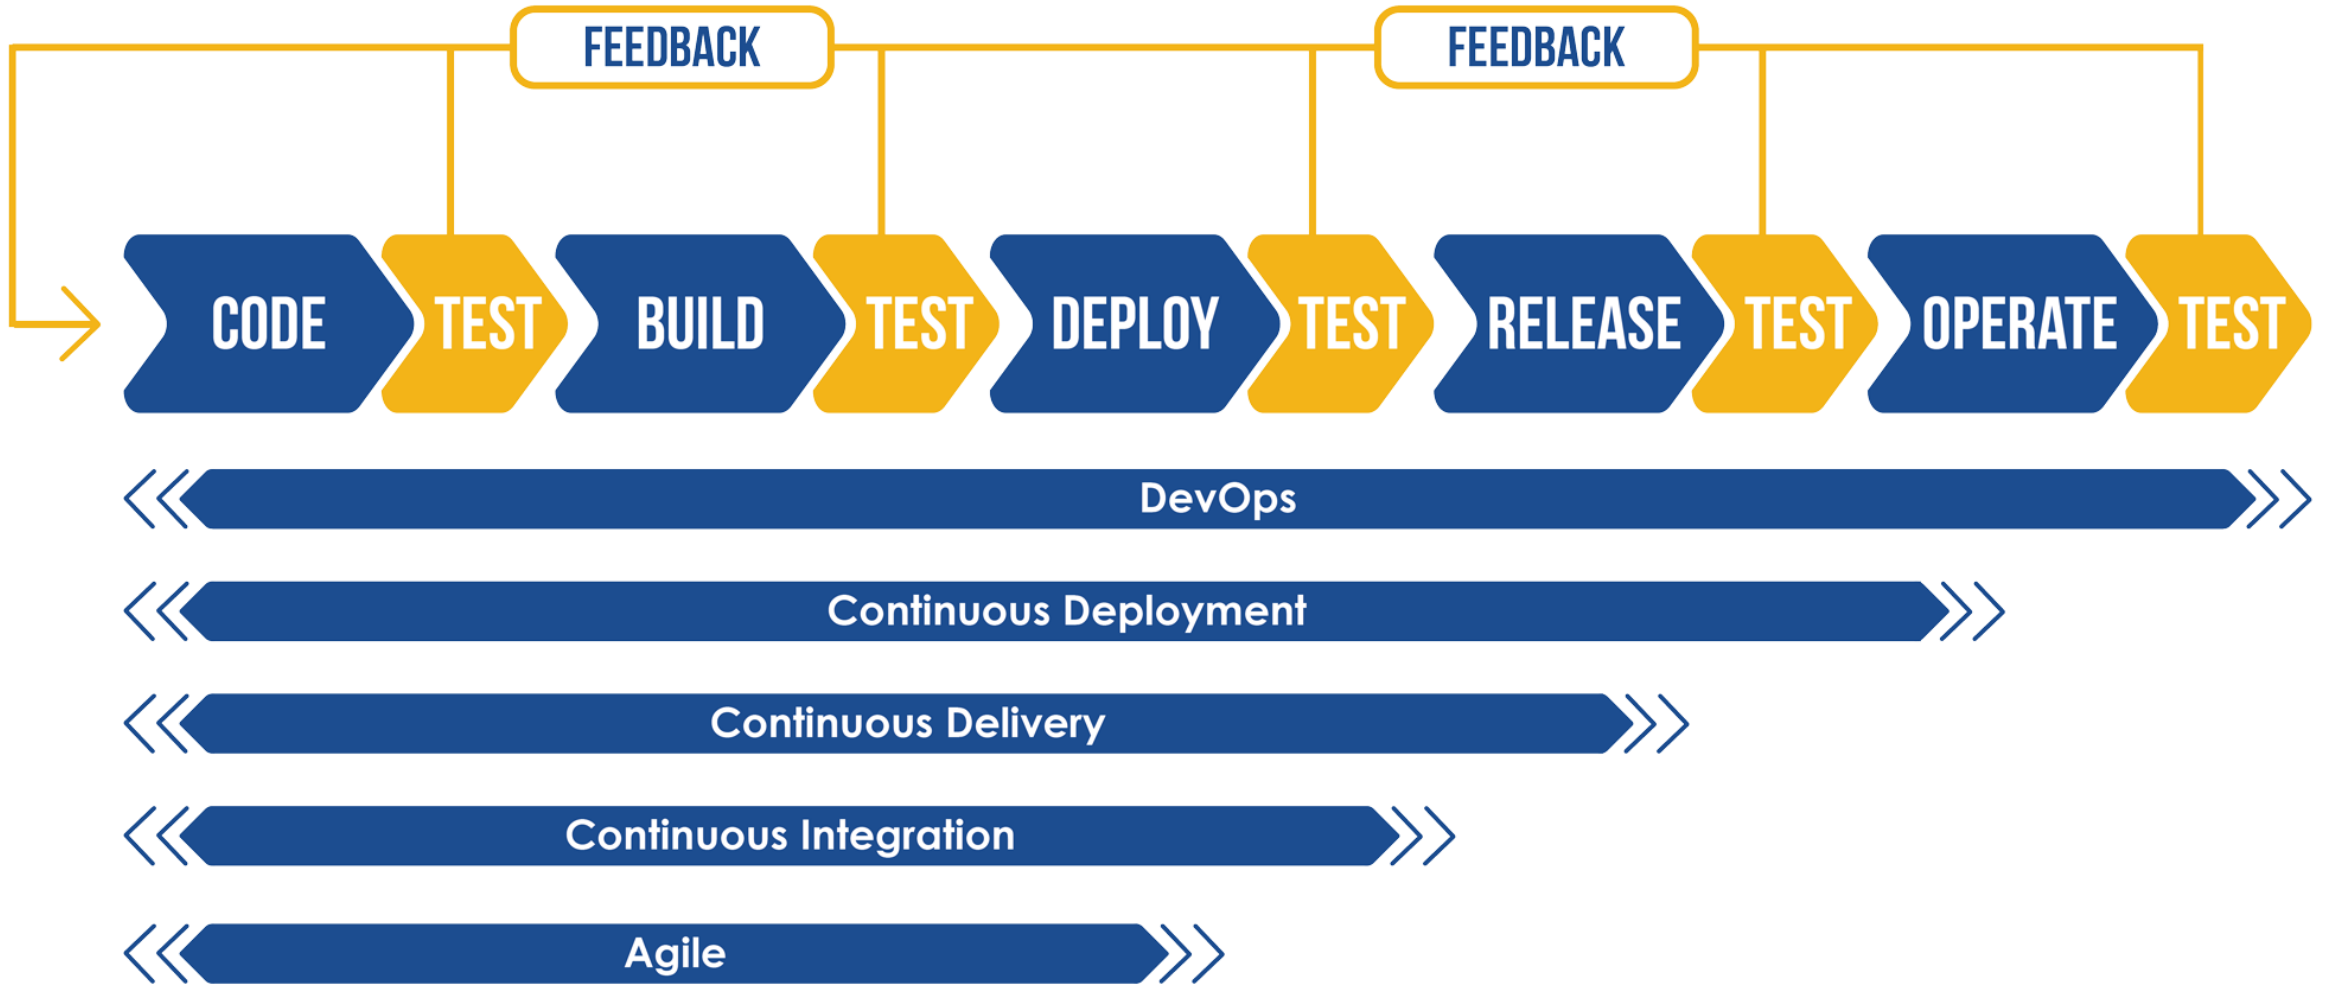 FEEDBACK
FEEDBACK
CODE
TEST
BUILD
TEST
DEPLOY
TEST
RELEASE
TEST
OPERATE
TEST
DevOps
Continuous Deployment
Continuous Delivery
Continuous Integration
Agile